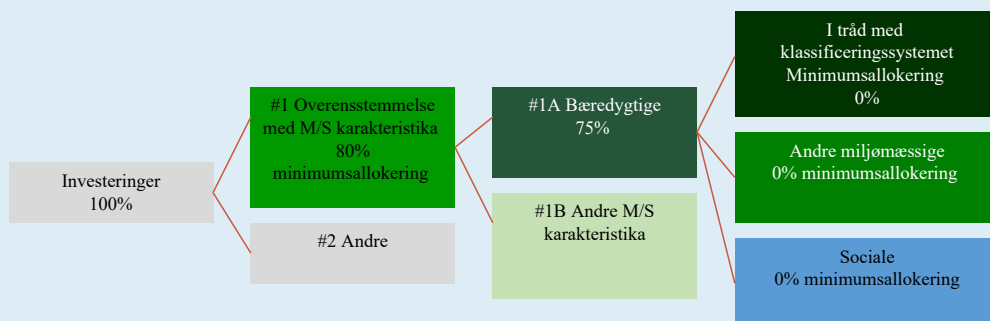 Investeringer
100%
#1 Overensstemmelse
med M/S karakteristika
80%
minimumsallokering
#2 Andre
#1A Bæredygtige
75%
#1B Andre M/S
karakteristika
I tråd med
klassificeringssystemet
Minimumsallokering
0%
Andre miljømæssige
0% minimumsallokering
Sociale
0% minimumsallokering